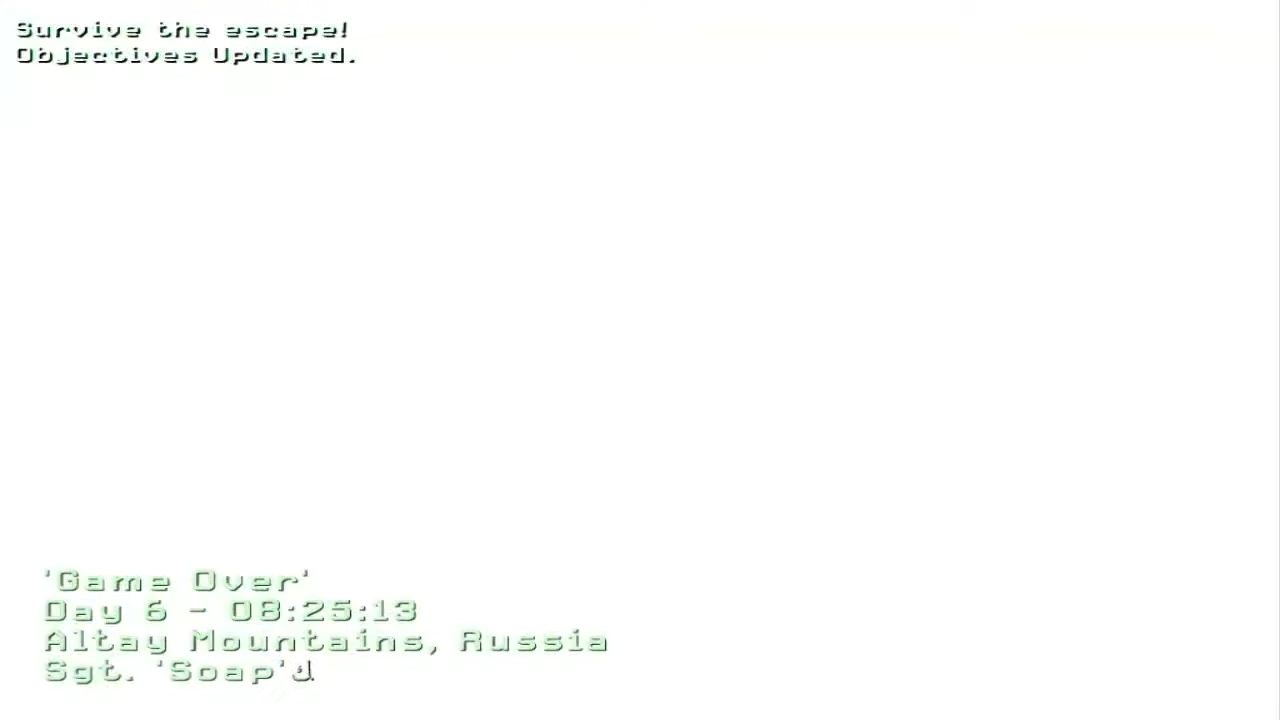 Survive the escape!
Objectives Updated.
'Game Over'
Day 6 - 08:25:13
Altay Mountains, Russia
Sgt. 'Soap'